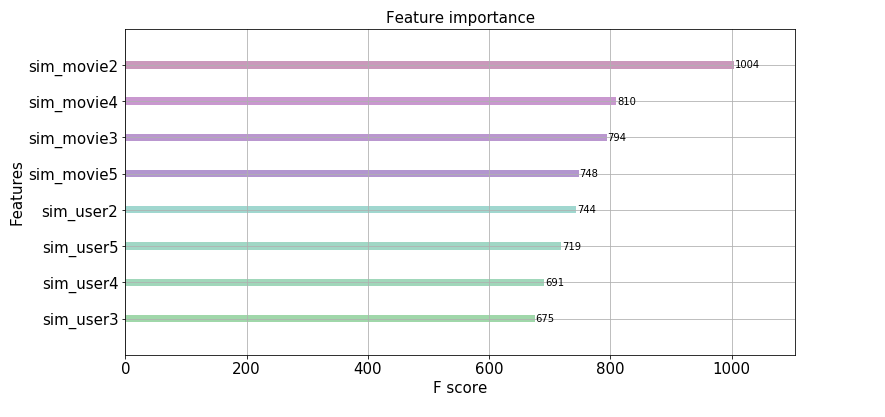 Feature importance
Features
sim_movie2 1004
sim_movie4 810
sim_movie3 794
sim_movie5 748
sim_user2 744
sim_user5 719
sim_user4 691
sim_user3 675
0 200 400 600 800 1000
F score